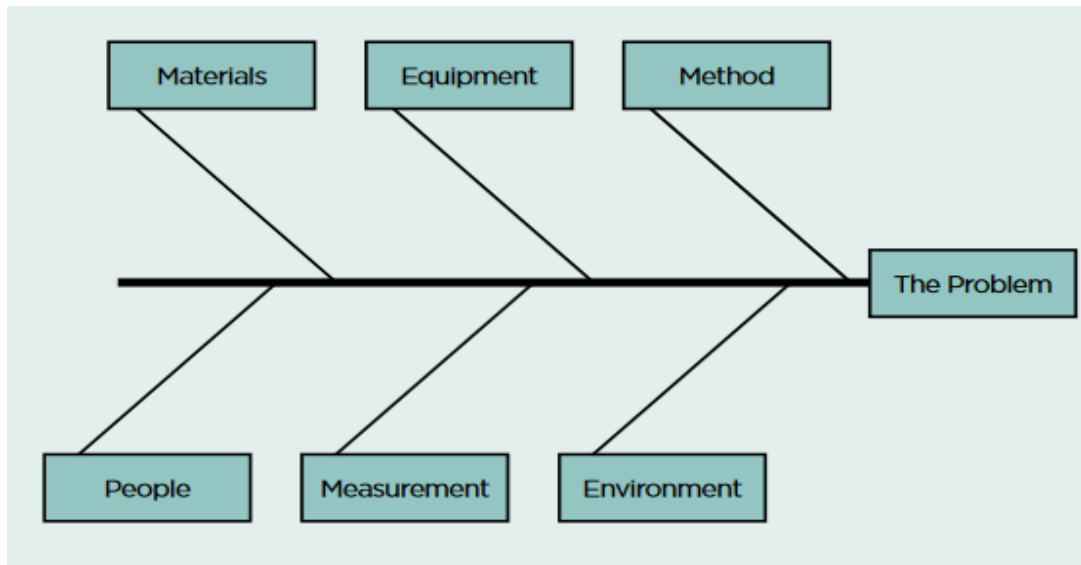 Materials
Equipment
Method
The Problem
People
Measurement
Environment